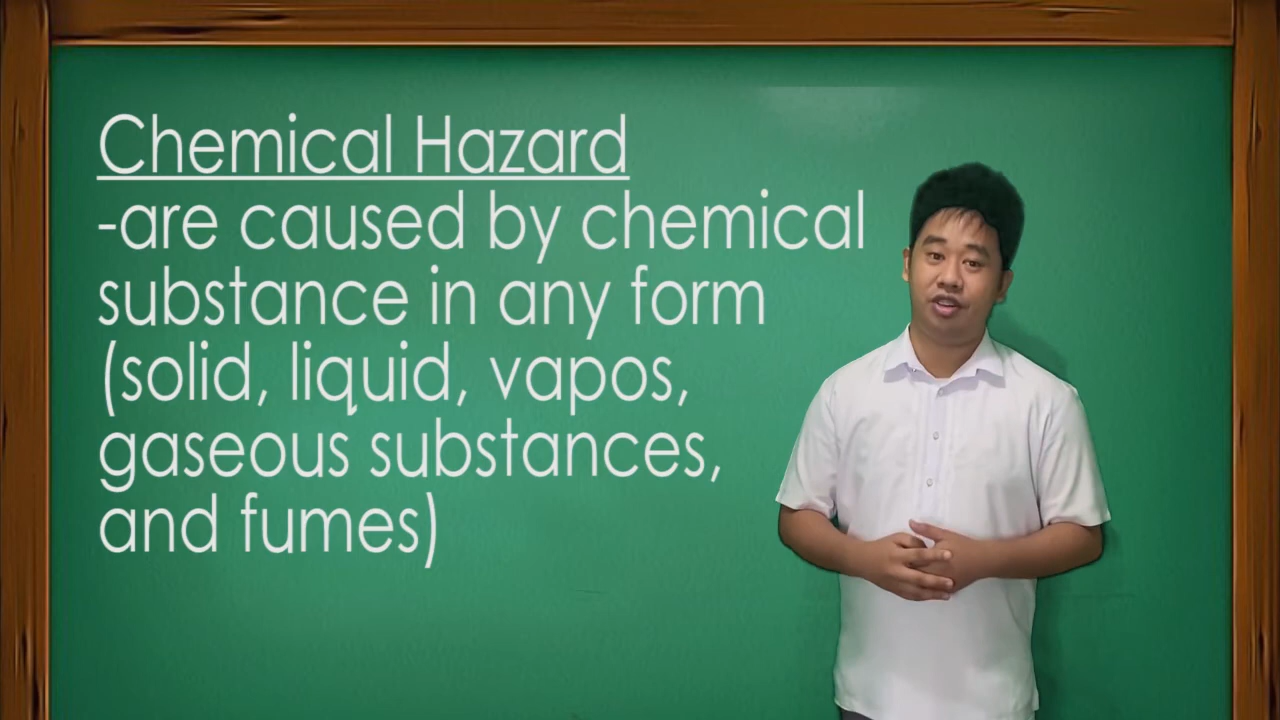 Chemical Hazard
-are caused by chemical
substance in any form
(solid, liquid, vapos,
gaseous substances,
and fumes)